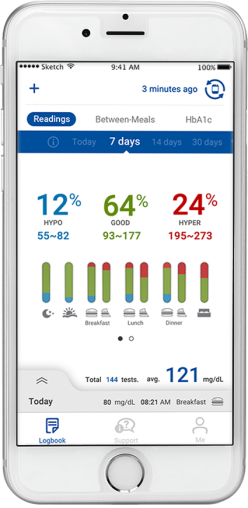 Sketch 9:41 AM 100%
+ 3 minutes ago
Readings Between-Meals HbA1c
Today 7 days 14 days 30 days
12% 64% 24%
HYPO GOOD HYPER
55~82 93~177 195~273
Breakfast Lunch Dinner
Total 144 tests. avg. 121 mg/dL
Today 80 mg/dL 08:21 AM Breakfast
Logbook Support Me